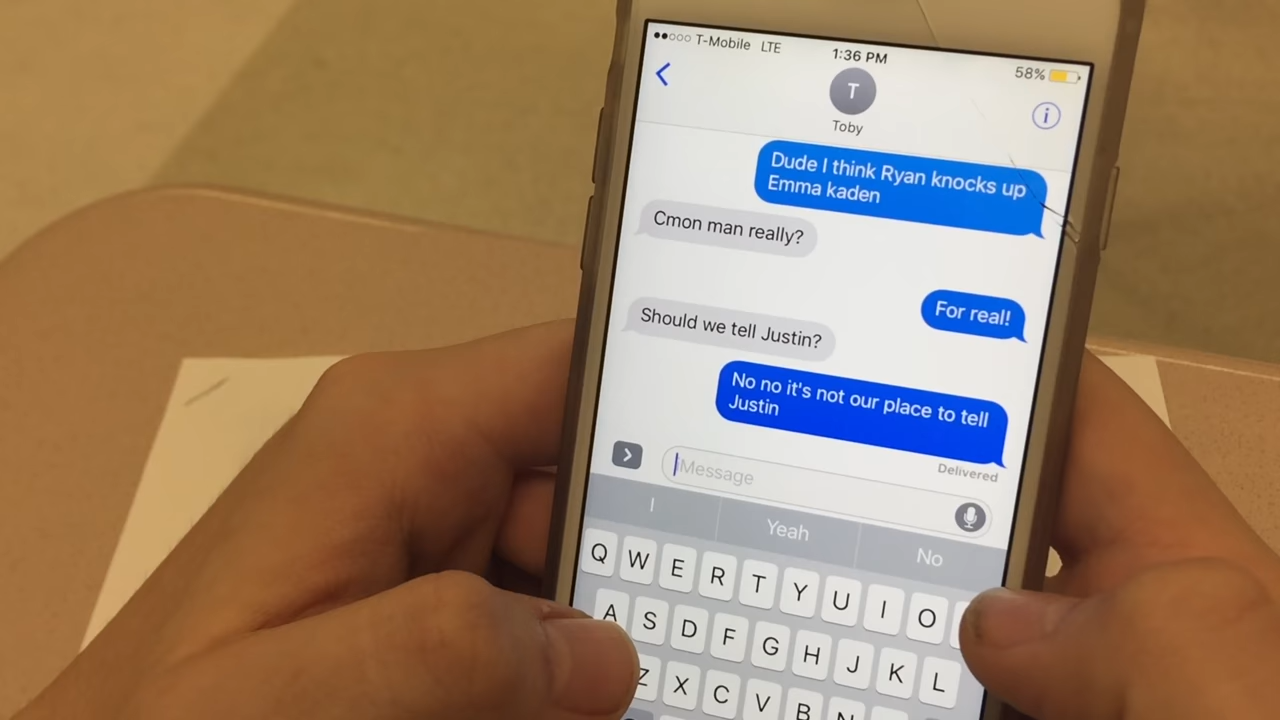 T-Mobile LTE 1:36 PM 58%
T
Toby
Dude I think Ryan knocks up
Emma kaden
Cmon man really?
For real!
Should we tell Justin?
No no it's not our place to tell
Justin
Delivered
Message
I Yeah No
Q W E R T Y U I O
A S D F G H J K L
Z X C V B N